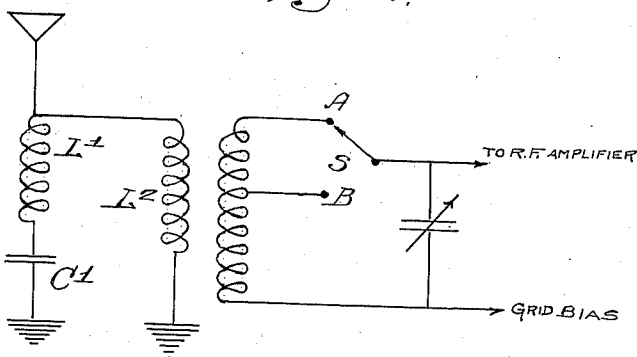 A
L1
S
TO R.F. AMPLIFIER
L2
B
C1
GRID BIAS